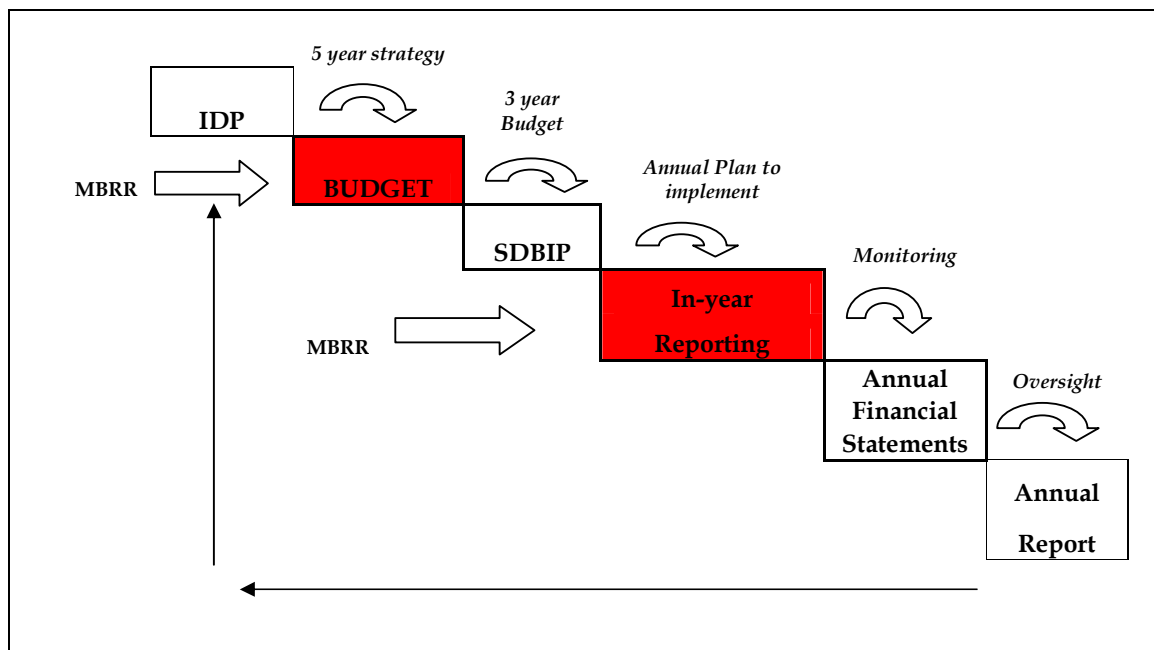 5 year strategy
IDP
3 year
Budget
MBRR
BUDGET
Annual Plan to
implement
SDBIP
Monitoring
In-year
Reporting
MBRR
Annual
Financial
Statements
Oversight
Annual
Report